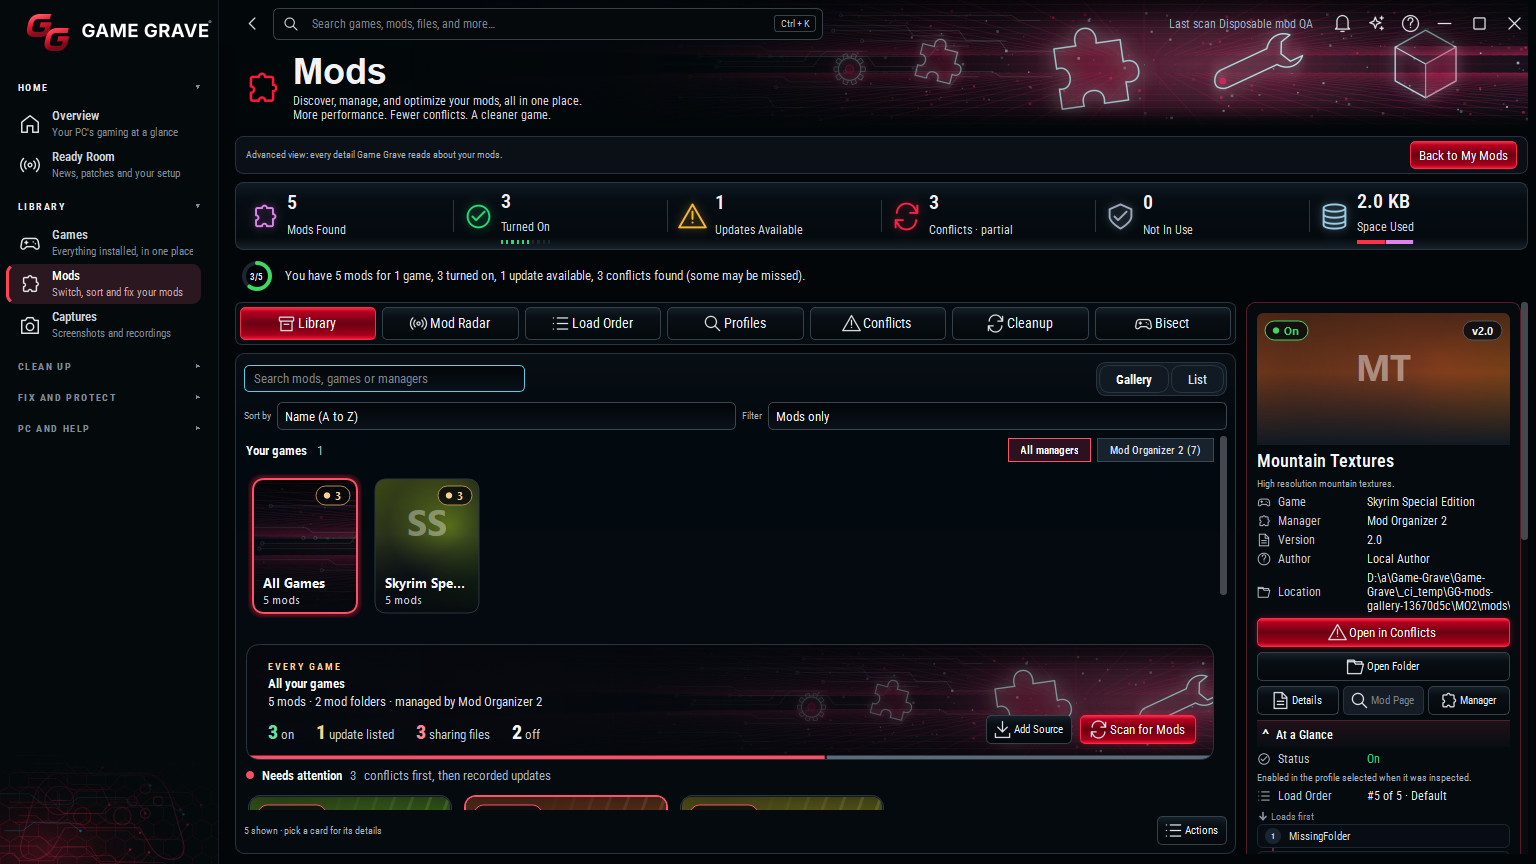 GAME GRAVE
Search games, mods, files, and more...
Ctrl + K
Last scan Disposable mod QA
HOME
Overview
Your PC's gaming at a glance
Ready Room
News, patches and your setup
LIBRARY
Games
Everything installed, in one place
Mods
Switch, sort and fix your mods
Captures
Screenshots and recordings
CLEAN UP
FIX AND PROTECT
PC AND HELP
Mods
Discover, manage, and optimize your mods, all in one place.
More performance. Fewer conflicts. A cleaner game.
Advanced view: every detail Game Grave reads about your mods.
Back to My Mods
5
Mods Found
3
Turned On
1
Updates Available
3
Conflicts · partial
0
Not In Use
2.0 KB
Space Used
3/5
You have 5 mods for 1 game, 3 turned on, 1 update available, 3 conflicts found (some may be missed).
Library
Mod Radar
Load Order
Profiles
Conflicts
Cleanup
Bisect
Search mods, games or managers
Gallery
List
Sort by
Name (A to Z)
Filter
Mods only
Your games 1
All managers
Mod Organizer 2 (7)
3
All Games
5 mods
3
SS
Skyrim Spe...
5 mods
EVERY GAME
All your games
5 mods · 2 mod folders · managed by Mod Organizer 2
3 on
1 update listed
3 sharing files
2 off
Add Source
Scan for Mods
Needs attention 3 conflicts first, then recorded updates
5 shown · pick a card for its details
Actions
On
v2.0
MT
Mountain Textures
High resolution mountain textures.
Game Skyrim Special Edition
Manager Mod Organizer 2
Version 2.0
Author Local Author
Location D:\a\Game-Grave\Game-
Grave\_ci_temp\GG-mods-
gallery-13670d5c\MO2\mods\
Open in Conflicts
Open Folder
Details
Mod Page
Manager
At a Glance
Status On
Enabled in the profile selected when it was inspected.
Load Order #5 of 5 · Default
Loads first
1 MissingFolder